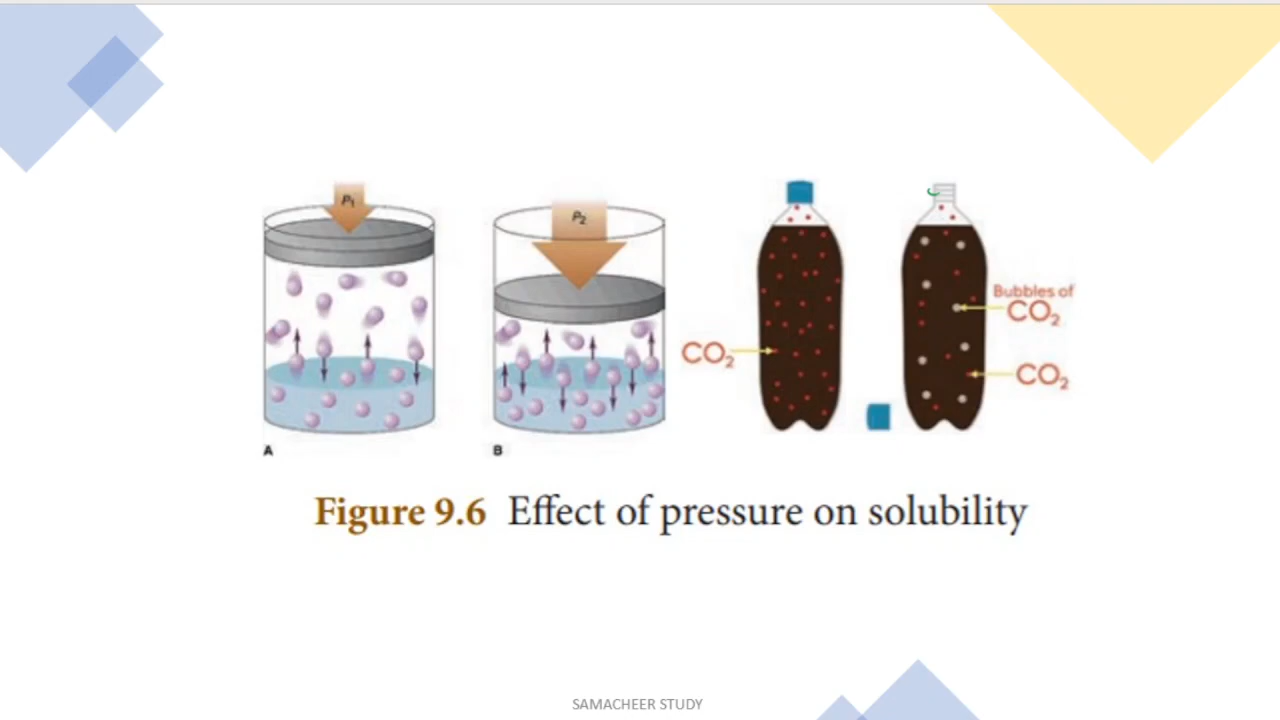 P₁
P₂
A
B
CO₂
Bubbles of
CO₂
CO₂
Figure 9.6 Effect of pressure on solubility
SAMACHEER STUDY